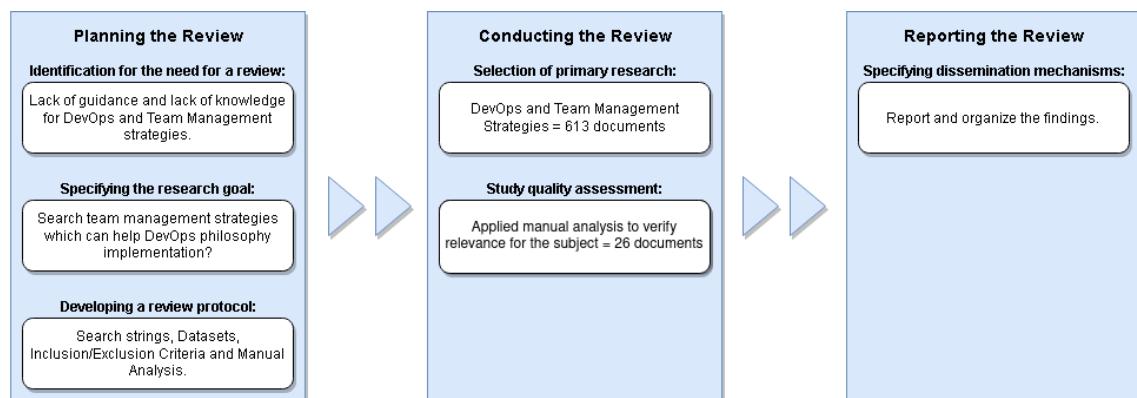 Planning the Review
Identification for the need for a review:
Lack of guidance and lack of knowledge
for DevOps and Team Management
strategies.
Specifying the research goal:
Search team management strategies
which can help DevOps philosophy
implementation?
Developing a review protocol:
Search strings, Datasets,
Inclusion/Exclusion Criteria and Manual
Analysis.
Conducting the Review
Selection of primary research:
DevOps and Team Management
Strategies = 613 documents
Study quality assessment:
Applied manual analysis to verify
relevance for the subject = 26 documents
Reporting the Review
Specifying dissemination mechanisms:
Report and organize the findings.